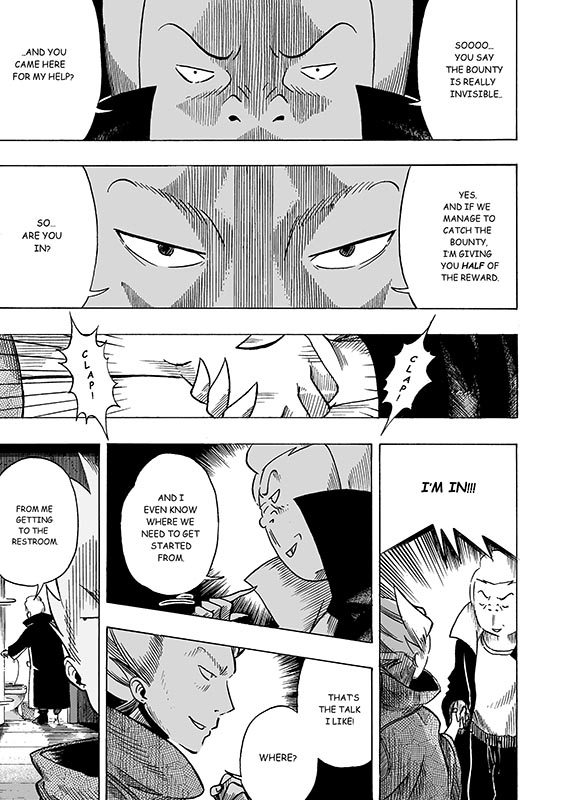 SOOOO...
YOU SAY
THE BOUNTY
IS REALLY
INVISIBLE..
..AND YOU
CAME HERE
FOR MY HELP?
YES.
AND IF WE
MANAGE TO
CATCH THE
BOUNTY,
I'M GIVING
YOU HALF OF
THE REWARD.
SO...
ARE YOU
IN?
CLAP!
CLAP!
I'M IN!!!
AND I
EVEN KNOW
WHERE WE
NEED TO GET
STARTED
FROM.
THAT'S
THE TALK
I LIKE!
WHERE?
FROM ME
GETTING
TO THE
RESTROOM.